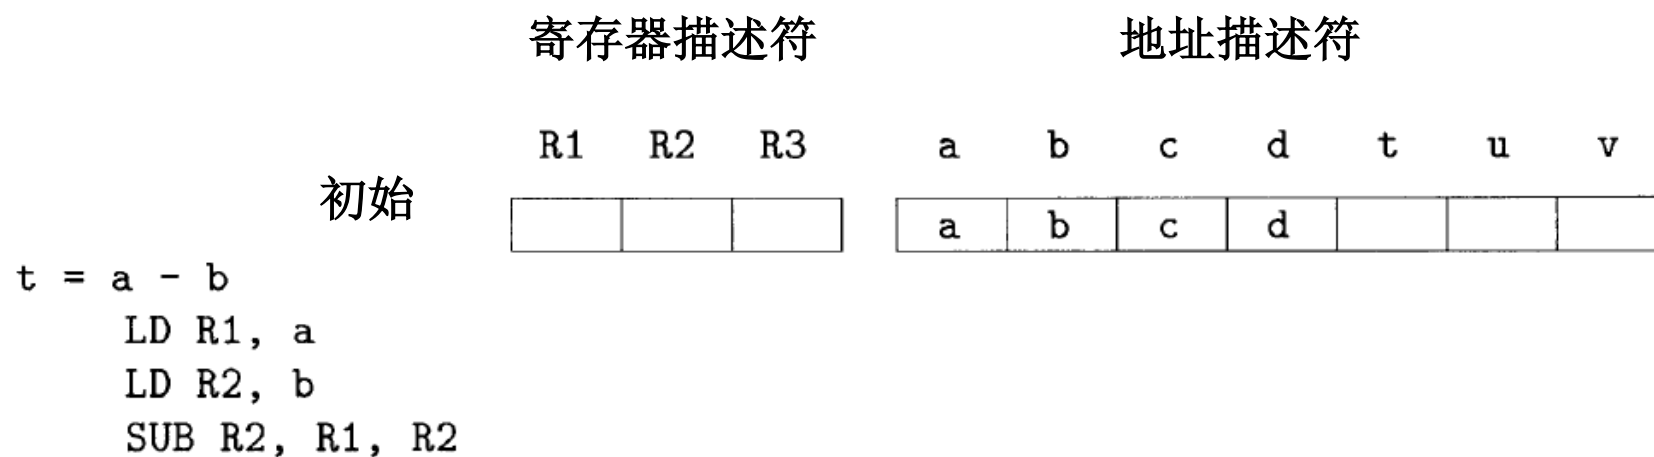 寄存器描述符 地址描述符
R1 R2 R3 a b c d t u v
初始 a b c d
t = a - b
LD R1, a
LD R2, b
SUB R2, R1, R2